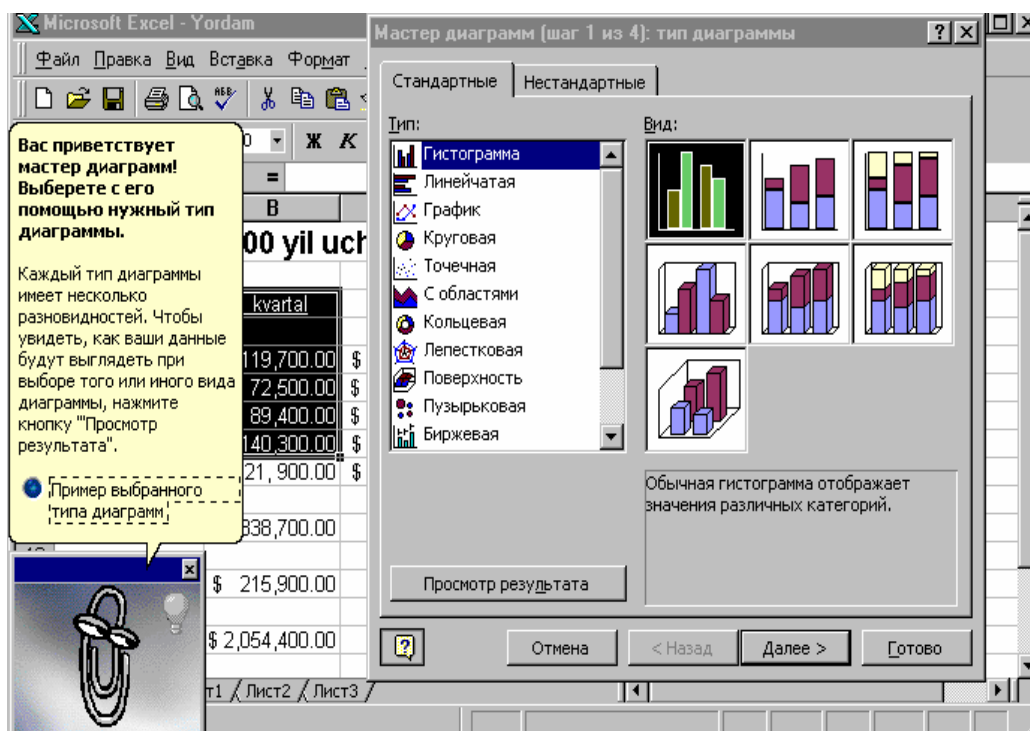 Microsoft Excel - Yordam
Файл Правка Вид Вставка Формат
Ж К
=
B
00 yil uch
kvartal
119,700.00 $
72,500.00 $
89,400.00 $
140,300.00 $
21,900.00 $
838,700.00
$ 215,900.00
$ 2,054,400.00
Лист2 Лист3
Вас приветствует
мастер диаграмм!
Выберете с его
помощью нужный тип
диаграммы.
Каждый тип диаграммы
имеет несколько
разновидностей. Чтобы
увидеть, как ваши данные
будут выглядеть при
выборе того или иного вида
диаграммы, нажмите
кнопку "Просмотр
результата".
Пример выбранного
типа диаграмм
Мастер диаграмм (шаг 1 из 4): тип диаграммы
Стандартные Нестандартные
Тип:
Гистограмма
Линейчатая
График
Круговая
Точечная
С областями
Кольцевая
Лепестковая
Поверхность
Пузырьковая
Биржевая
Вид:
Обычная гистограмма отображает
значения различных категорий.
Просмотр результата
Отмена
< Назад
Далее >
Готово